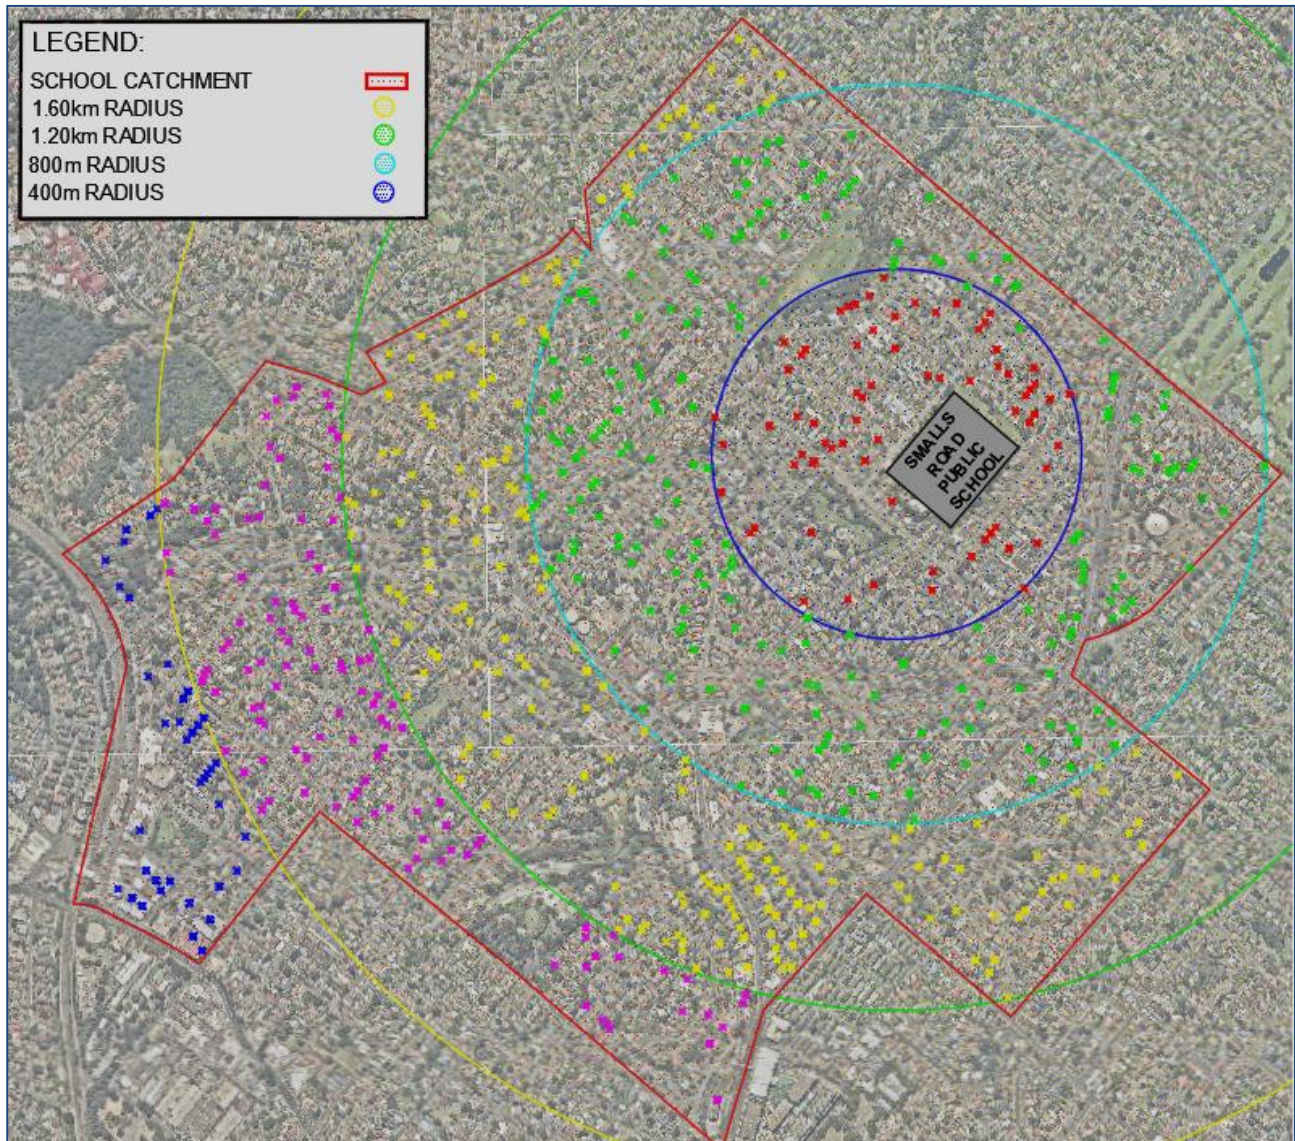 LEGEND:
SCHOOL CATCHMENT
1.60km RADIUS
1.20km RADIUS
800m RADIUS
400m RADIUS
SMALLS
ROAD
PUBLIC
SCHOOL